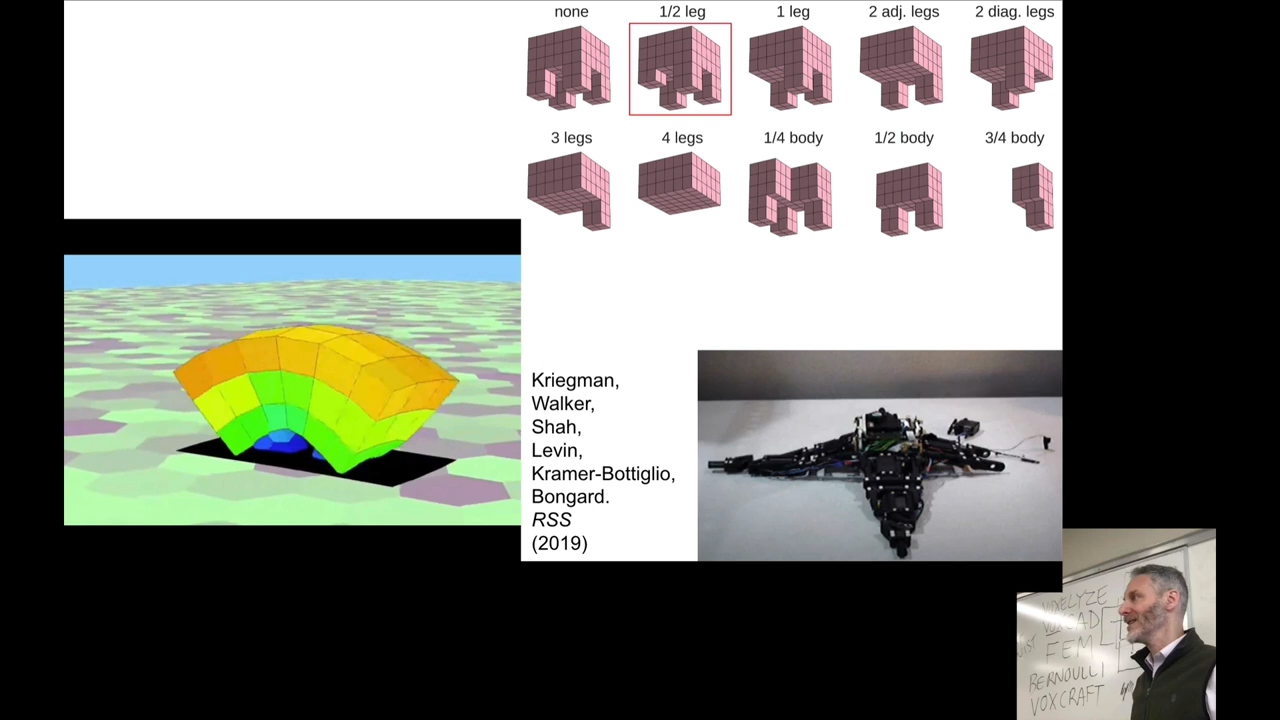 none
1/2 leg
1 leg
2 adj. legs
2 diag. legs
3 legs
4 legs
1/4 body
1/2 body
3/4 body
Kriegman,
Walker,
Shah,
Levin,
Kramer-Bottiglio,
Bongard.
RSS
(2019)
VOXELYZE
VOXCAD
FEM
BERNOULLI
VOXCRAFT